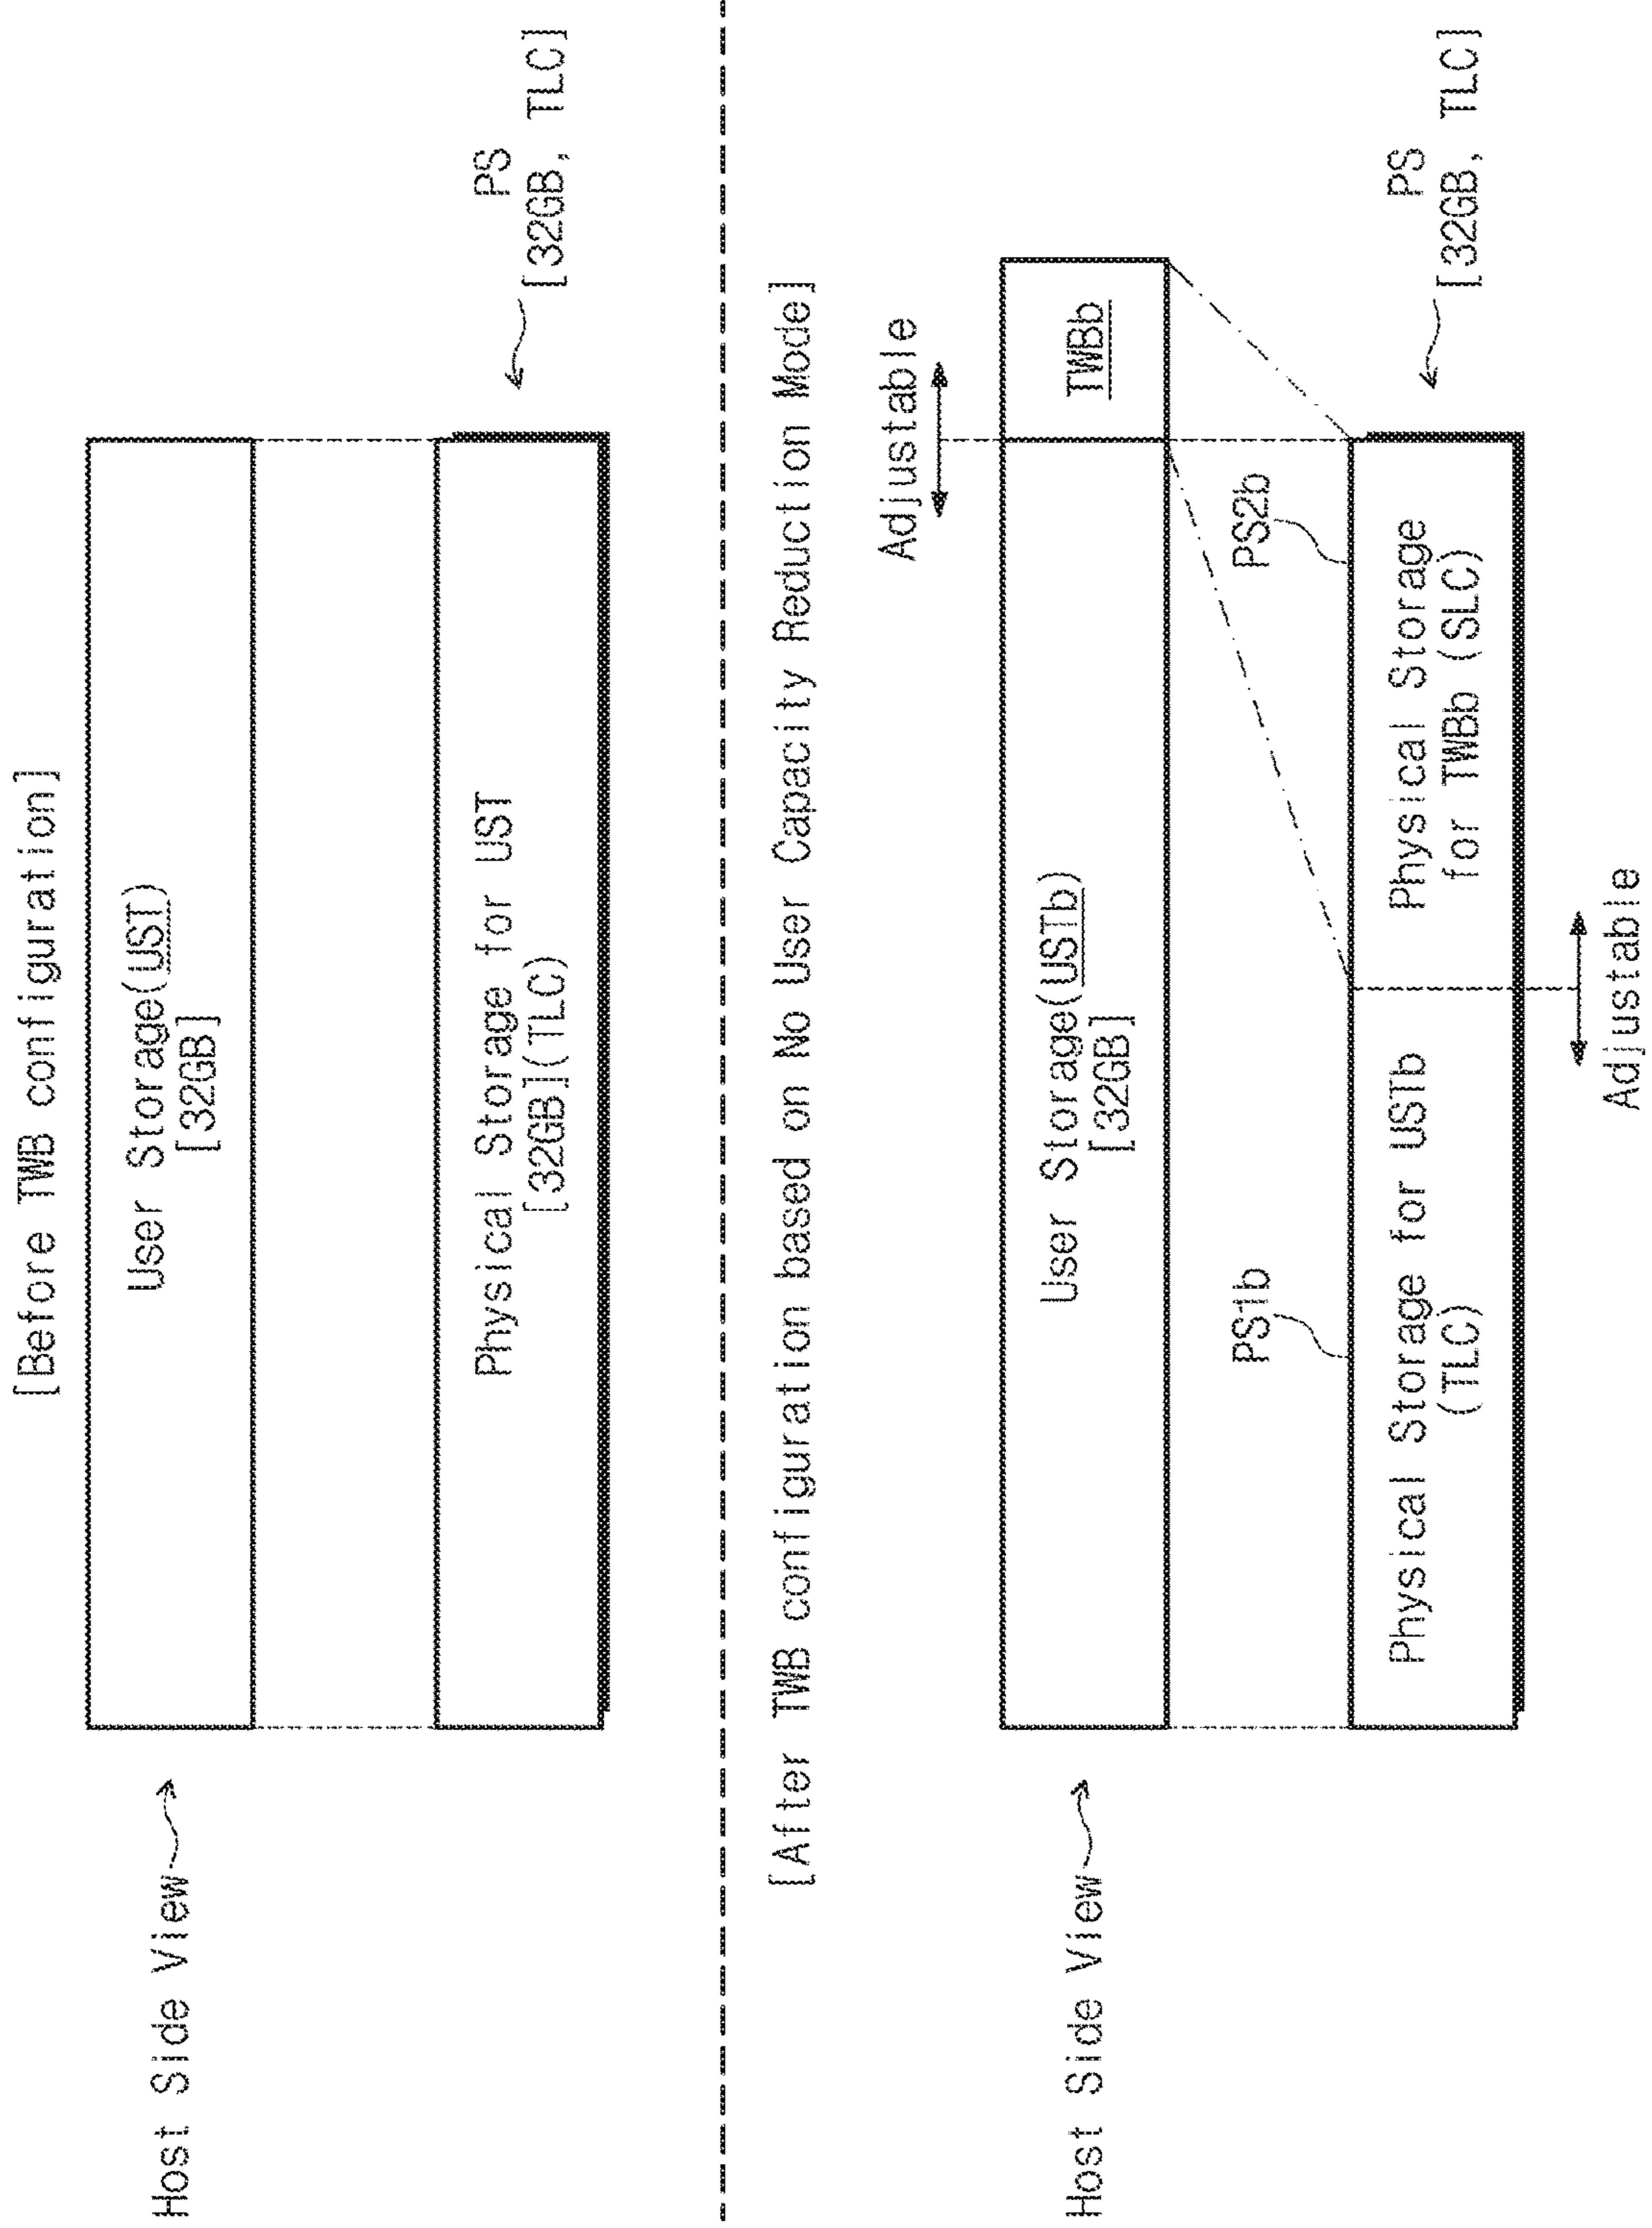 [Before TWB configuration]
Host Side View
User Storage(UST)
[32GB]
Physical Storage for UST
[32GB](TLC)
PS
[32GB, TLC]
[After TWB configuration based on No User Capacity Reduction Mode]
Adjustable
Host Side View
User Storage(USTb)
[32GB]
TWBb
PS1b
PS2b
Physical Storage for USTb
(TLC)
Physical Storage
for TWBb (SLC)
PS
[32GB, TLC]
Adjustable